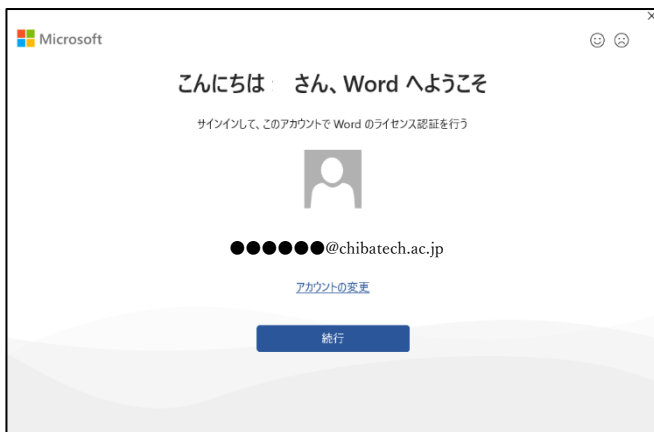 Microsoft
こんにちは さん、Word へようこそ
サインインして、このアカウントで Word のライセンス認証を行う
●●●●●●@chibatech.ac.jp
アカウントの変更
続行